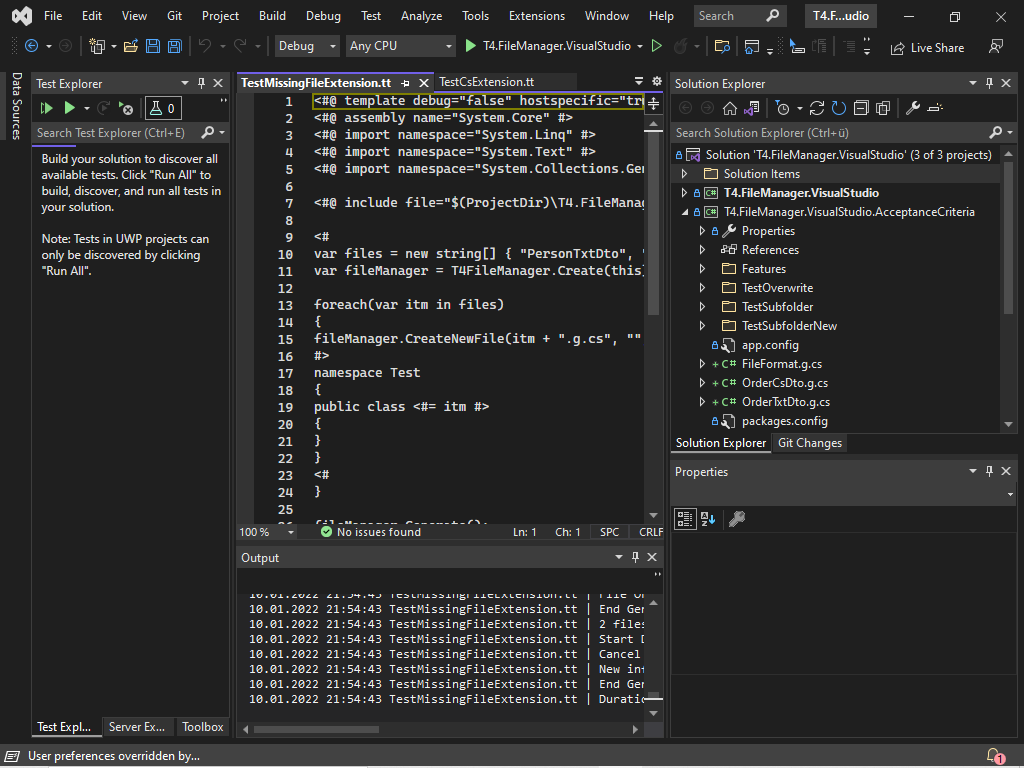 File Edit View Git Project Build Debug Test Analyze Tools Extensions Window Help Search T4.F...udio
Debug Any CPU T4.FileManager.VisualStudio Live Share
Data Sources
Test Explorer
0
Search Test Explorer (Ctrl+E)
Build your solution to discover all
available tests. Click "Run All" to
build, discover, and run all tests in
your solution.
Note: Tests in UWP projects can
only be discovered by clicking
"Run All".
Test Expl... Server Ex... Toolbox
TestMissingFileExtension.tt TestCsExtension.tt
1 <#@ template debug="false" hostspecific="tr
2 <#@ assembly name="System.Core" #>
3 <#@ import namespace="System.Linq" #>
4 <#@ import namespace="System.Text" #>
5 <#@ import namespace="System.Collections.Gen
6
7 <#@ include file="$(ProjectDir)\T4.FileMana
8
9 <#
10 var files = new string[] { "PersonTxtDto", "
11 var fileManager = T4FileManager.Create(this)
12
13 foreach(var itm in files)
14 {
15 fileManager.CreateNewFile(itm + ".g.cs", ""
16 #>
17 namespace Test
18 {
19 public class <#= itm #>
20 {
21 }
22 }
23 <#
24 }
25
26 fileManager.Generate();
100 % No issues found Ln: 1 Ch: 1 SPC CRLF
Output
10.01.2022 21:54:43 TestMissingFileExtension.tt | File
10.01.2022 21:54:43 TestMissingFileExtension.tt | End Ger
10.01.2022 21:54:43 TestMissingFileExtension.tt | 2 files
10.01.2022 21:54:43 TestMissingFileExtension.tt | Start D
10.01.2022 21:54:43 TestMissingFileExtension.tt | Cancel
10.01.2022 21:54:43 TestMissingFileExtension.tt | New in
10.01.2022 21:54:43 TestMissingFileExtension.tt | End Ger
10.01.2022 21:54:43 TestMissingFileExtension.tt | Duratio
Solution Explorer
Search Solution Explorer (Ctrl+ü)
Solution 'T4.FileManager.VisualStudio' (3 of 3 projects)
Solution Items
C# T4.FileManager.VisualStudio
C# T4.FileManager.VisualStudio.AcceptanceCriteria
Properties
References
Features
TestOverwrite
TestSubfolder
TestSubfolderNew
app.config
+ C# FileFormat.g.cs
+ C# OrderCsDto.g.cs
+ C# OrderTxtDto.g.cs
packages.config
Solution Explorer Git Changes
Properties
User preferences overridden by... 1